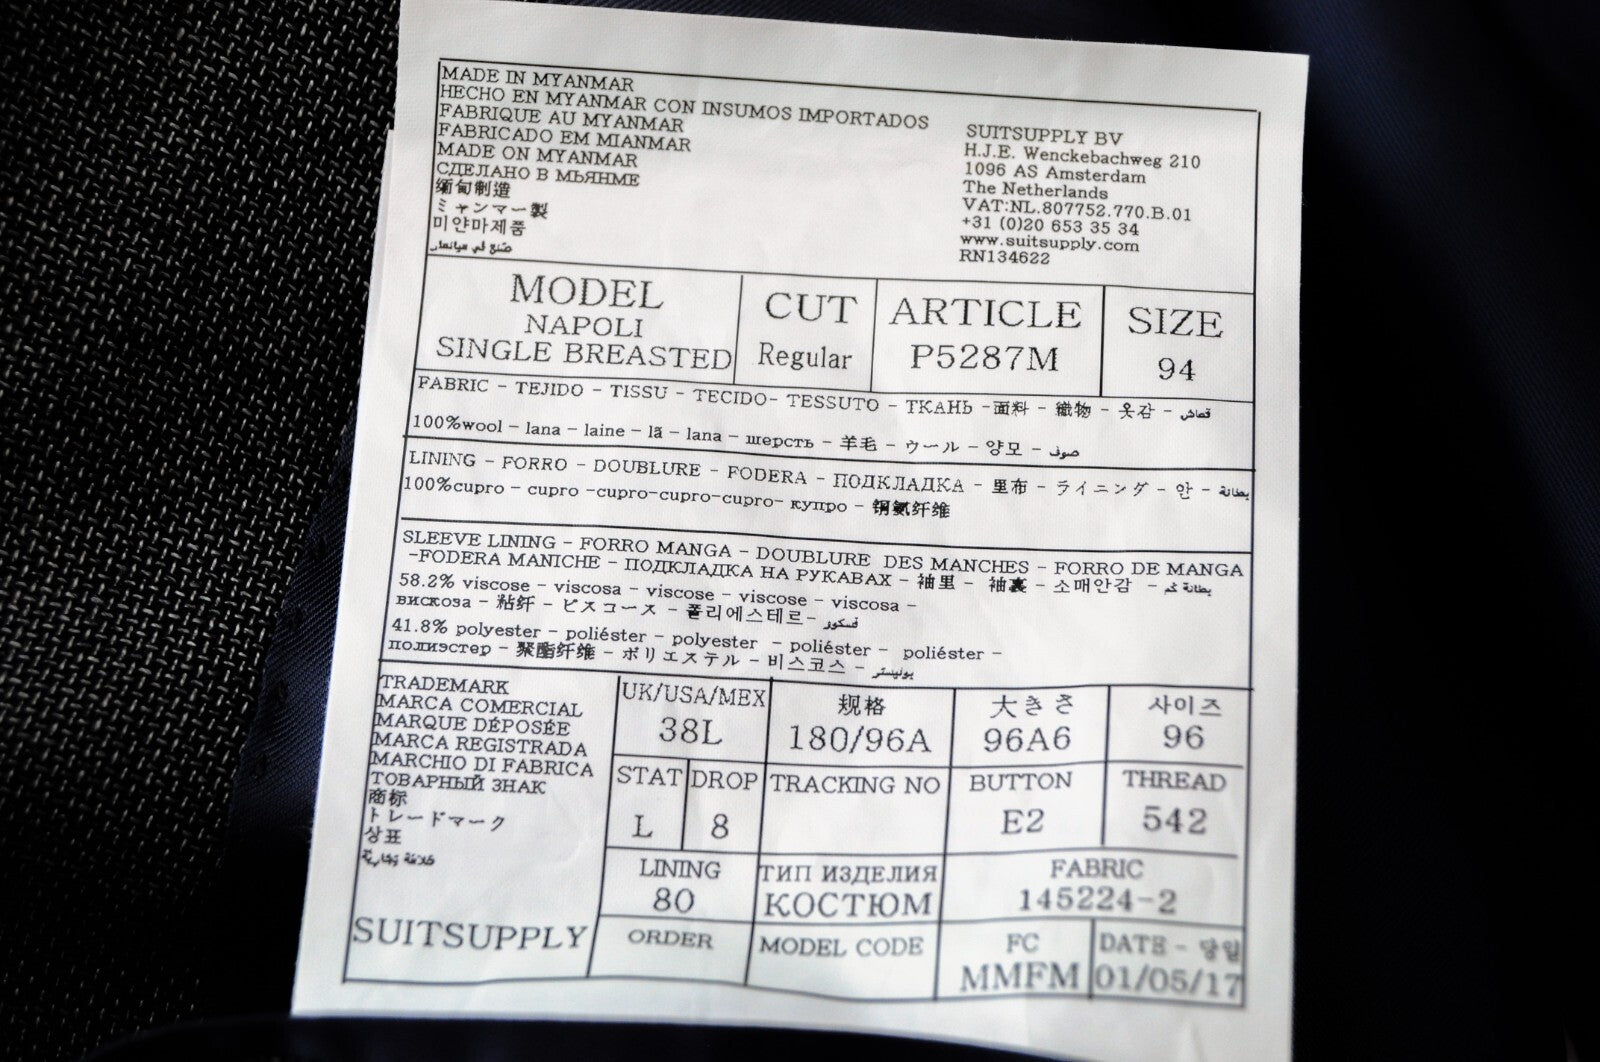 MADE IN MYANMAR
HECHO EN MYANMAR CON INSUMOS IMPORTADOS
FABRIQUE AU MYANMAR
FABRICADO EM MIANMAR
MADE ON MYANMAR
СДЕЛАНО В МЬЯНМЕ
缅甸制造
ミャンマー製
미얀마제품
صنع في ميانمار
SUITSUPPLY BV
H.J.E. Wenckebachweg 210
1096 AS Amsterdam
The Netherlands
VAT:NL.807752.770.B.01
+31 (0)20 653 35 34
www.suitsupply.com
RN134622
MODEL
NAPOLI
SINGLE BREASTED
CUT
Regular
ARTICLE
P5287M
SIZE
94
FABRIC - TEJIDO - TISSU - TECIDO- TESSUTO - ТКАНЬ -面料 - 織物 - 옷감 - قماش
100%wool - lana - laine - lã - lana - шерсть - 羊毛 - ウール - 양모 - صوف
LINING - FORRO - DOUBLURE - FODERA - ПОДКЛАДКА - 里布 - ライニング - 안 - بطانة
100%cupro - cupro -cupro-cupro-cupro- купро - 铜氨纤维
SLEEVE LINING - FORRO MANGA - DOUBLURE DES MANCHES - FORRO DE MANGA
-FODERA MANICHE - ПОДКЛАДКА НА РУКАВАХ - 袖里 - 袖裏 - 소매안감 - بطانة كم
58.2% viscose - viscosa - viscose - viscose - viscosa -
вискоза - 粘纤 - ビスコース - 폴리에스테르- فسكوز
41.8% polyester - poliéster - polyester - poliéster - poliéster -
полиэстер - 聚酯纤维 - ポリエステル - 비스코스 - بوليستر
TRADEMARK
MARCA COMERCIAL
MARQUE DÉPOSÉE
MARCA REGISTRADA
MARCHIO DI FABRICA
ТОВАРНЫЙ ЗНАК
商标
トレードマーク
상표
SUITSUPPLY
UK/USA/MEX
38L
规格
180/96A
大きさ
96A6
사이즈
96
STAT
L
DROP
8
TRACKING NO
BUTTON
E2
THREAD
542
LINING
80
ТИП ИЗДЕЛИЯ
КОСТЮМ
FABRIC
145224-2
ORDER
MODEL CODE
FC
MMFM
DATE - 당일
01/05/17